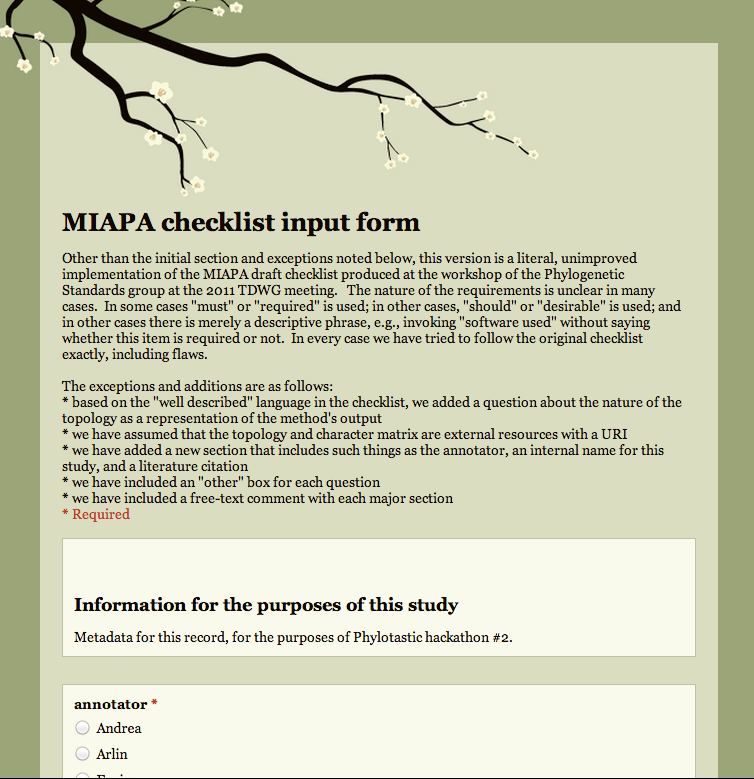 MIAPA checklist input form
Other than the initial section and exceptions noted below, this version is a literal, unimproved
implementation of the MIAPA draft checklist produced at the workshop of the Phylogenetic
Standards group at the 2011 TDWG meeting.   The nature of the requirements is unclear in many
cases.  In some cases "must" or "required" is used; in other cases, "should" or "desirable" is used; and
in other cases there is merely a descriptive phrase, e.g., invoking "software used" without saying
whether this item is required or not.  In every case we have tried to follow the original checklist
exactly, including flaws.
The exceptions and additions are as follows:
* based on the "well described" language in the checklist, we added a question about the nature of the
topology as a representation of the method's output
* we have assumed that the topology and character matrix are external resources with a URI
* we have added a new section that includes such things as the annotator, an internal name for this
study, and a literature citation
* we have included an "other" box for each question
* we have included a free-text comment with each major section
* Required
Information for the purposes of this study
Metadata for this record, for the purposes of Phylotastic hackathon #2.
annotator *
Andrea
Arlin